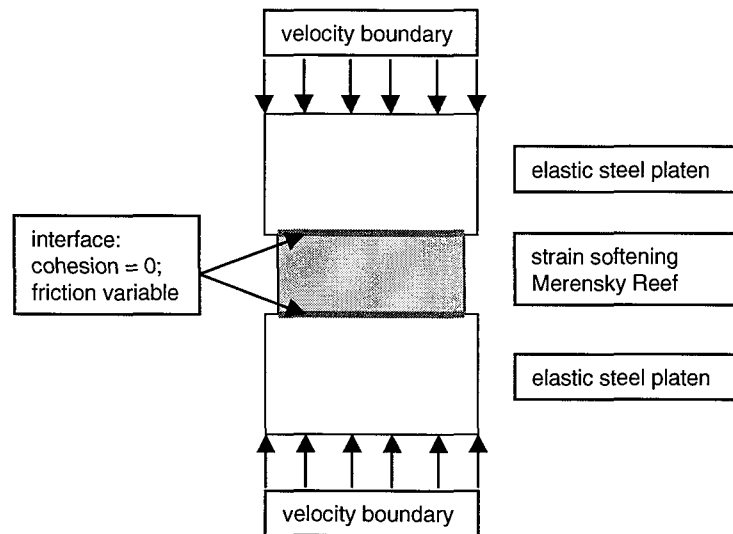 velocity boundary
elastic steel platen
interface:
cohesion = 0;
friction variable
strain softening
Merensky Reef
elastic steel platen
velocity boundary